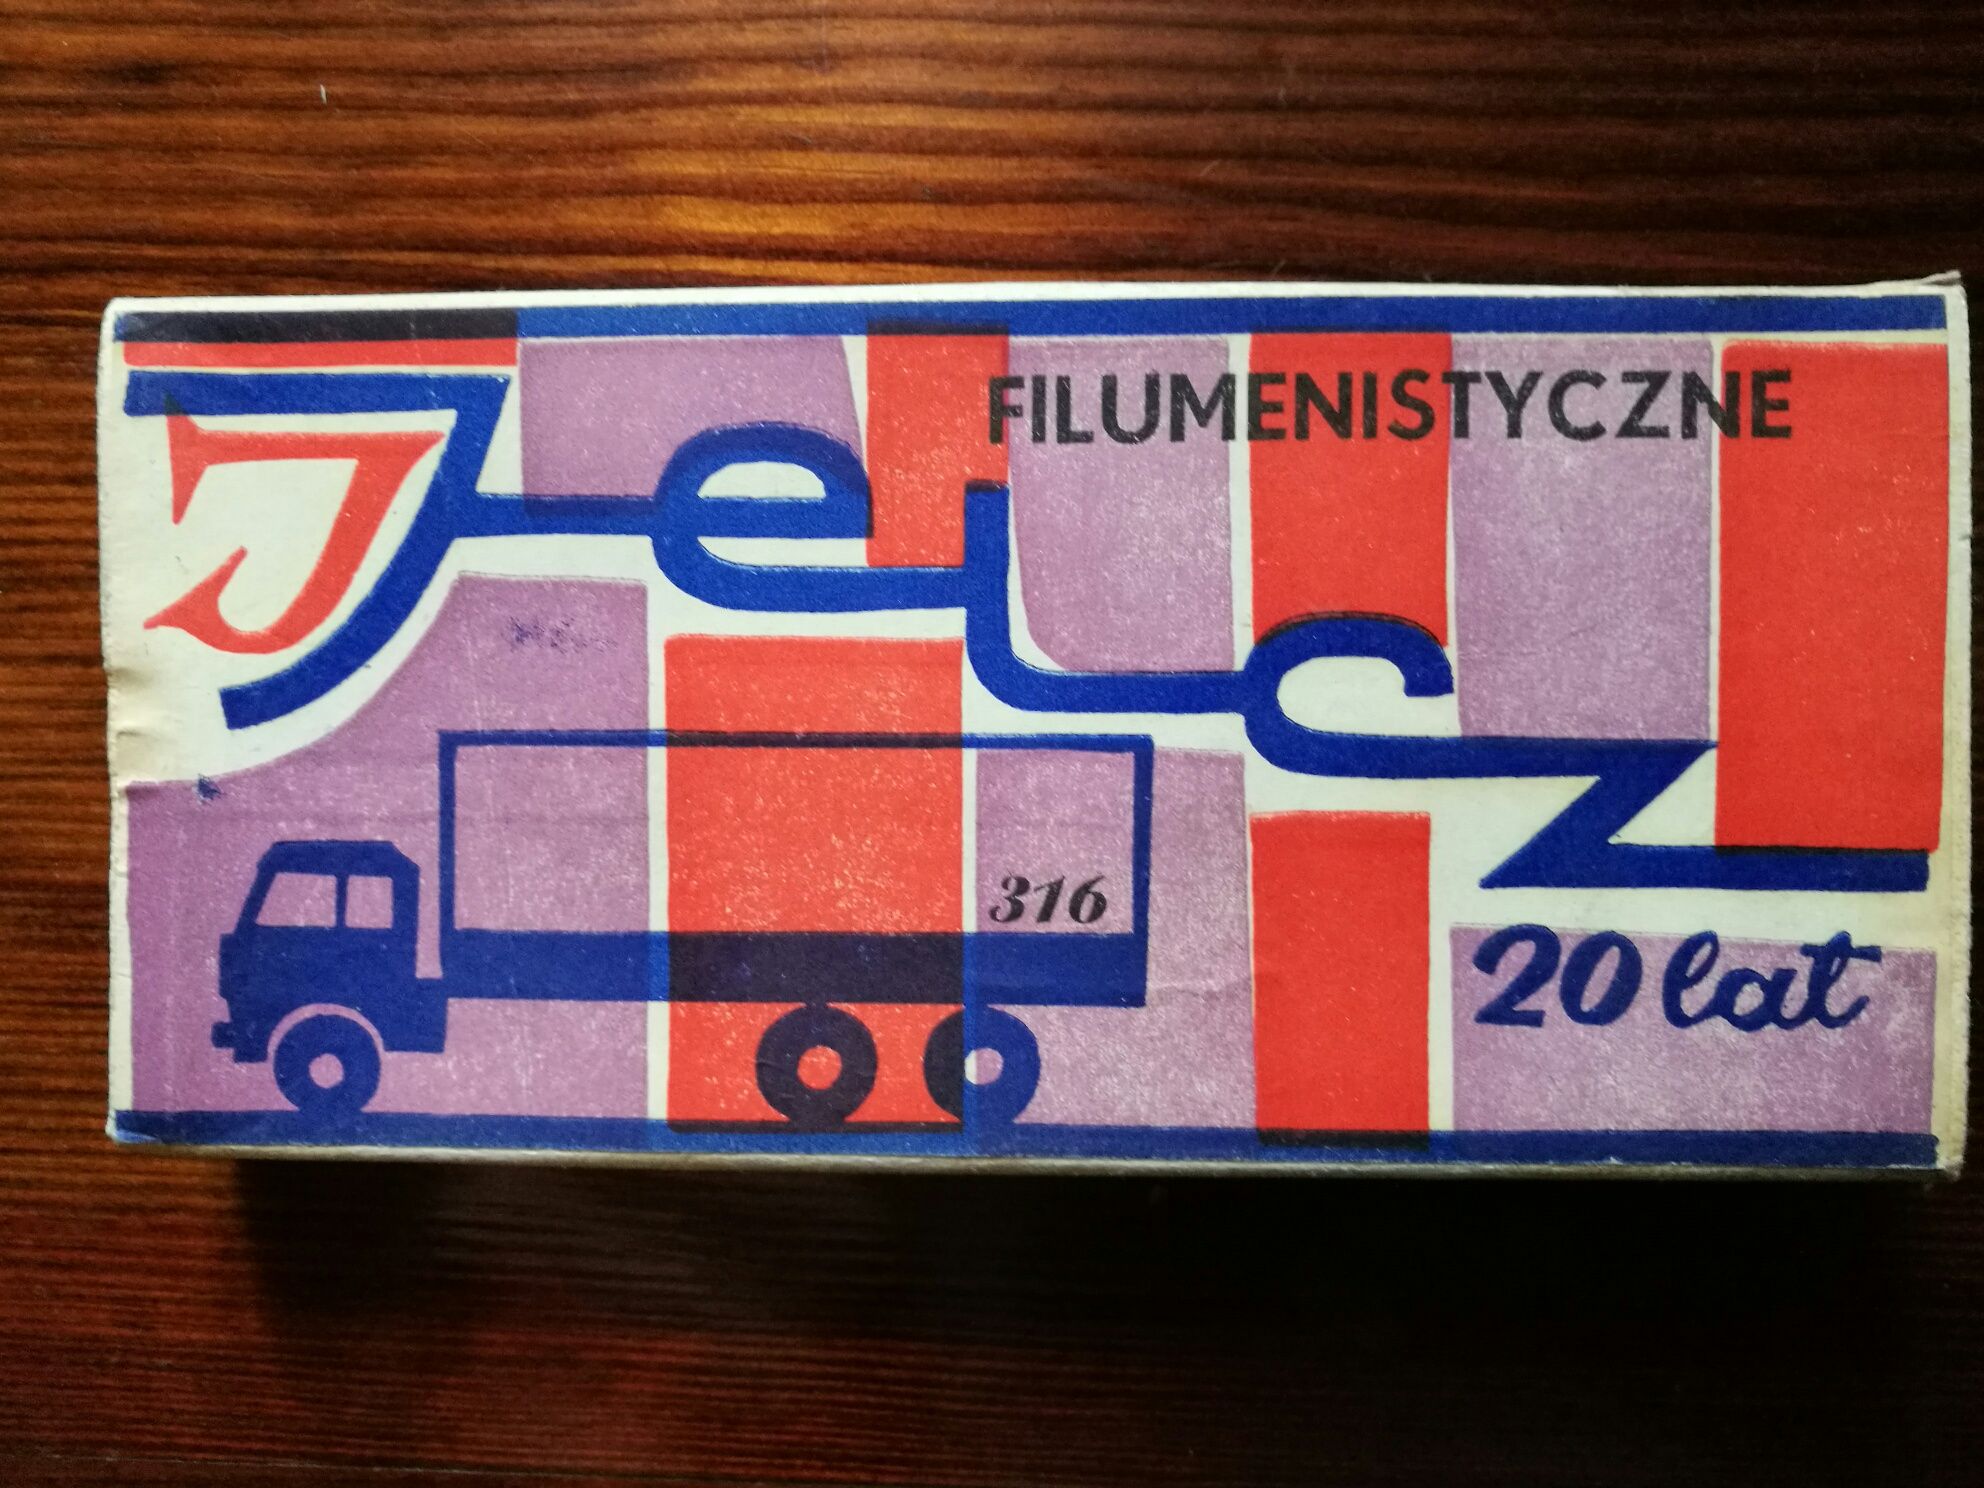 FILUMENISTYCZNE
J
Jelcz
316
20 lat